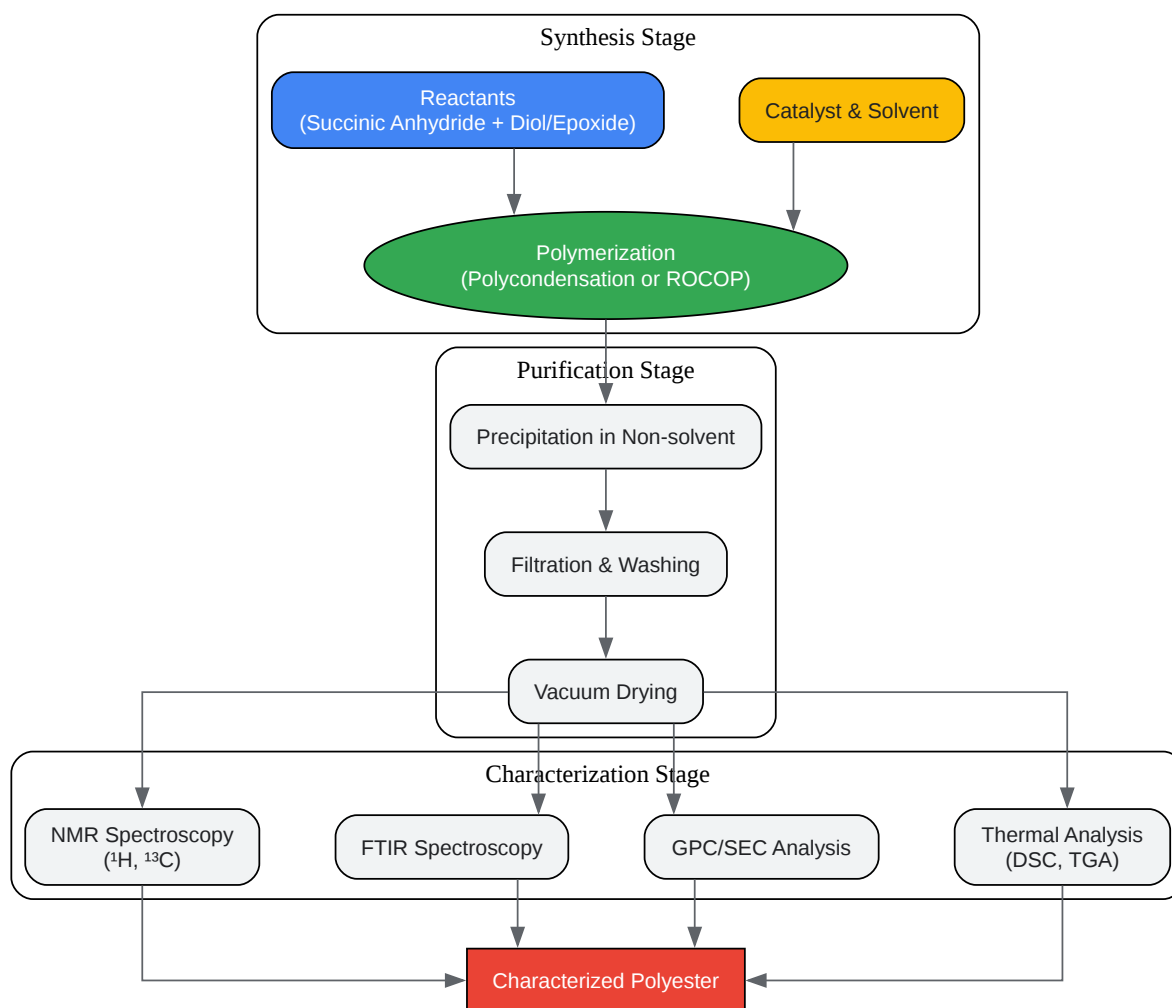 Synthesis Stage
Reactants
(Succinic Anhydride + Diol/Epoxide)
Catalyst & Solvent
Polymerization
(Polycondensation or ROCOP)
Purification Stage
Precipitation in Non-solvent
Filtration & Washing
Vacuum Drying
Characterization Stage
NMR Spectroscopy
(¹H, ¹³C)
FTIR Spectroscopy
GPC/SEC Analysis
Thermal Analysis
(DSC, TGA)
Characterized Polyester